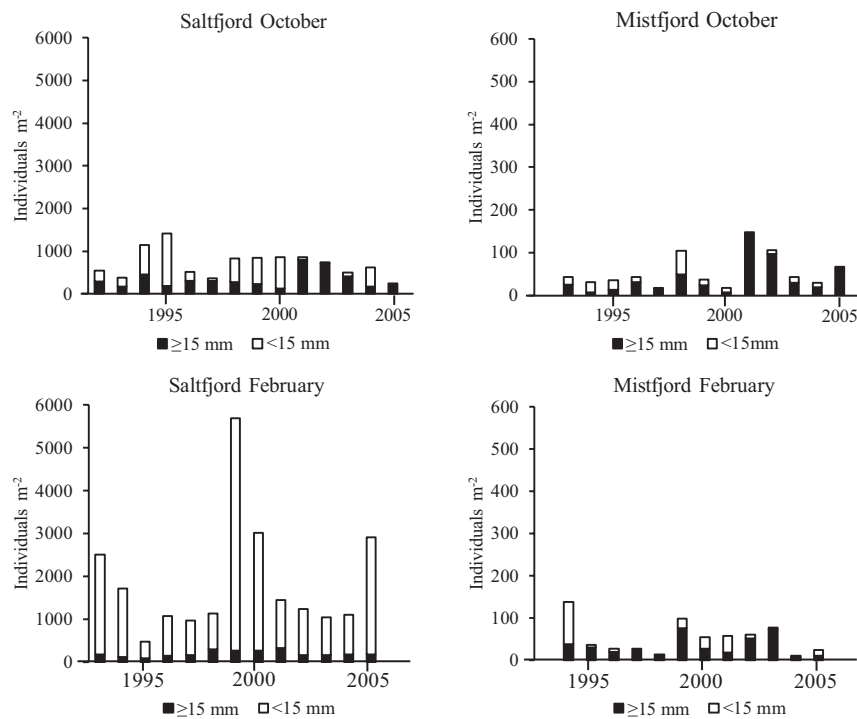 Saltfjord October
Individuals m-2
6000
5000
4000
3000
2000
1000
0
1995 2000 2005
■≥15 mm □<15 mm
Mistfjord October
Individuals m-2
600
500
400
300
200
100
0
1995 2000 2005
■≥15 mm □<15mm
Saltfjord February
Individuals m-2
6000
5000
4000
3000
2000
1000
0
1995 2000 2005
■≥15 mm □<15 mm
Mistfjord February
Individuals m-2
600
500
400
300
200
100
0
1995 2000 2005
■≥15 mm □<15 mm